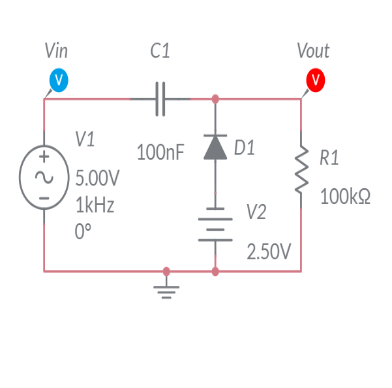 Vin
C1
Vout
V
V
V1
5.00V
1kHz
0°
100nF
D1
V2
2.50V
R1
100kΩ